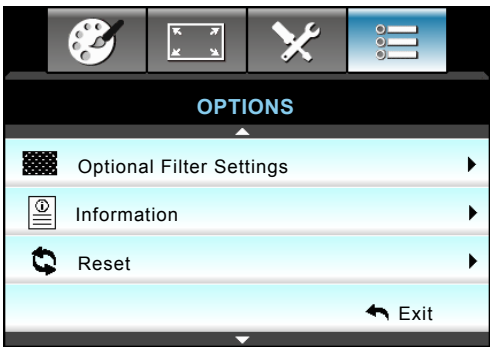 OPTIONS
Optional Filter Settings
Information
Reset
Exit